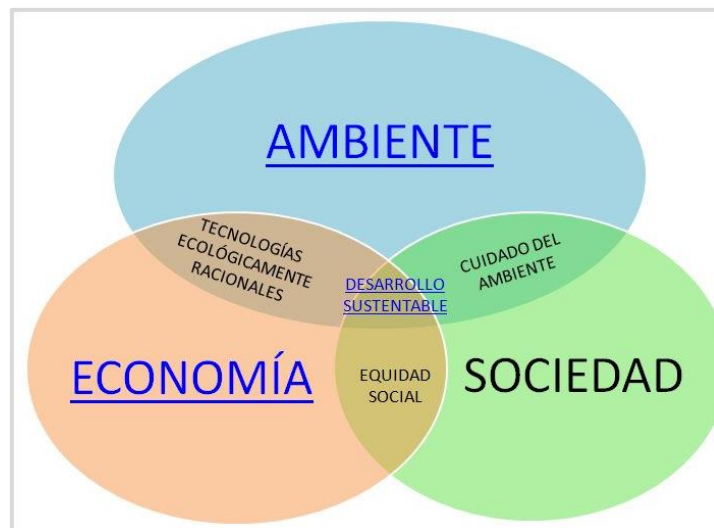 AMBIENTE
TECNOLOGÍAS
ECOLÓGICAMENTE
RACIONALES
CUIDADO DEL
AMBIENTE
DESARROLLO
SUSTENTABLE
ECONOMÍA
EQUIDAD
SOCIAL
SOCIEDAD